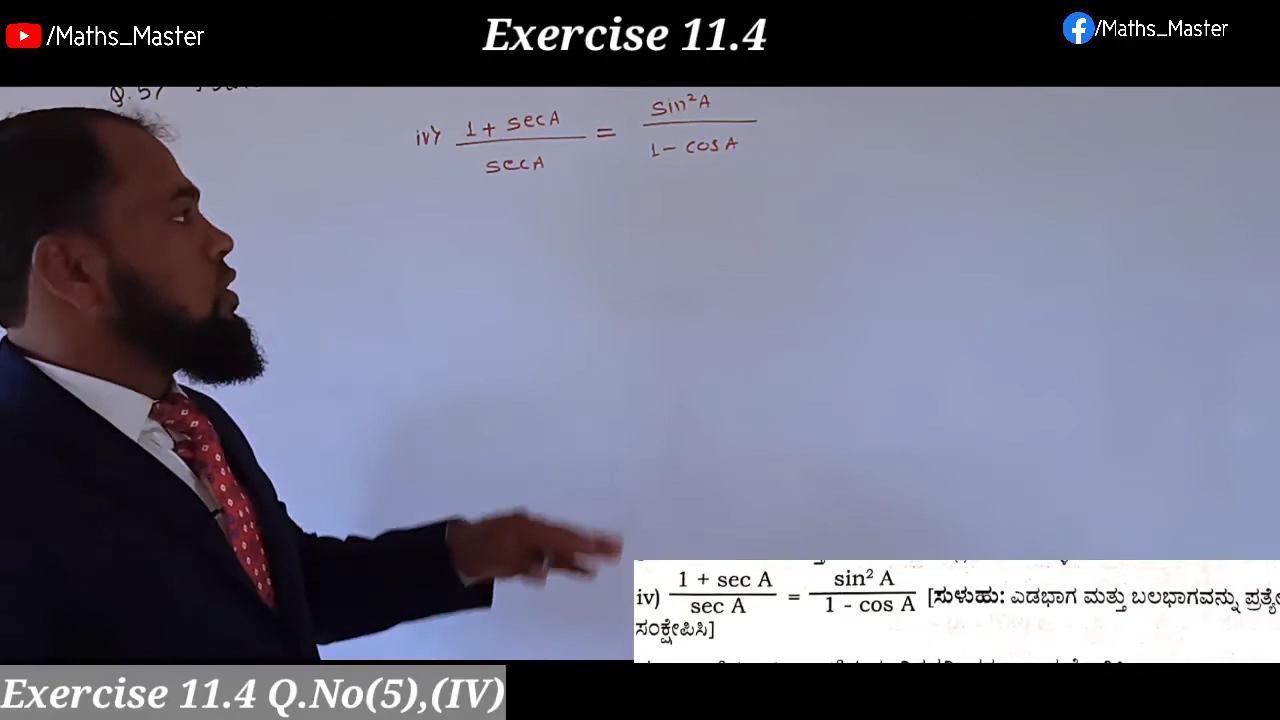 /Maths_Master
Exercise 11.4
/Maths_Master
Q.5)
iv) 1 + secA / secA = sin²A / 1 - cosA
iv) 1 + sec A / sec A = sin² A / 1 - cos A [ಸುಳುಹು: ಎಡಭಾಗ ಮತ್ತು ಬಲಭಾಗವನ್ನು
ಸಂಕ್ಷೇಪಿಸಿ]
Exercise 11.4 Q.No(5),(IV)